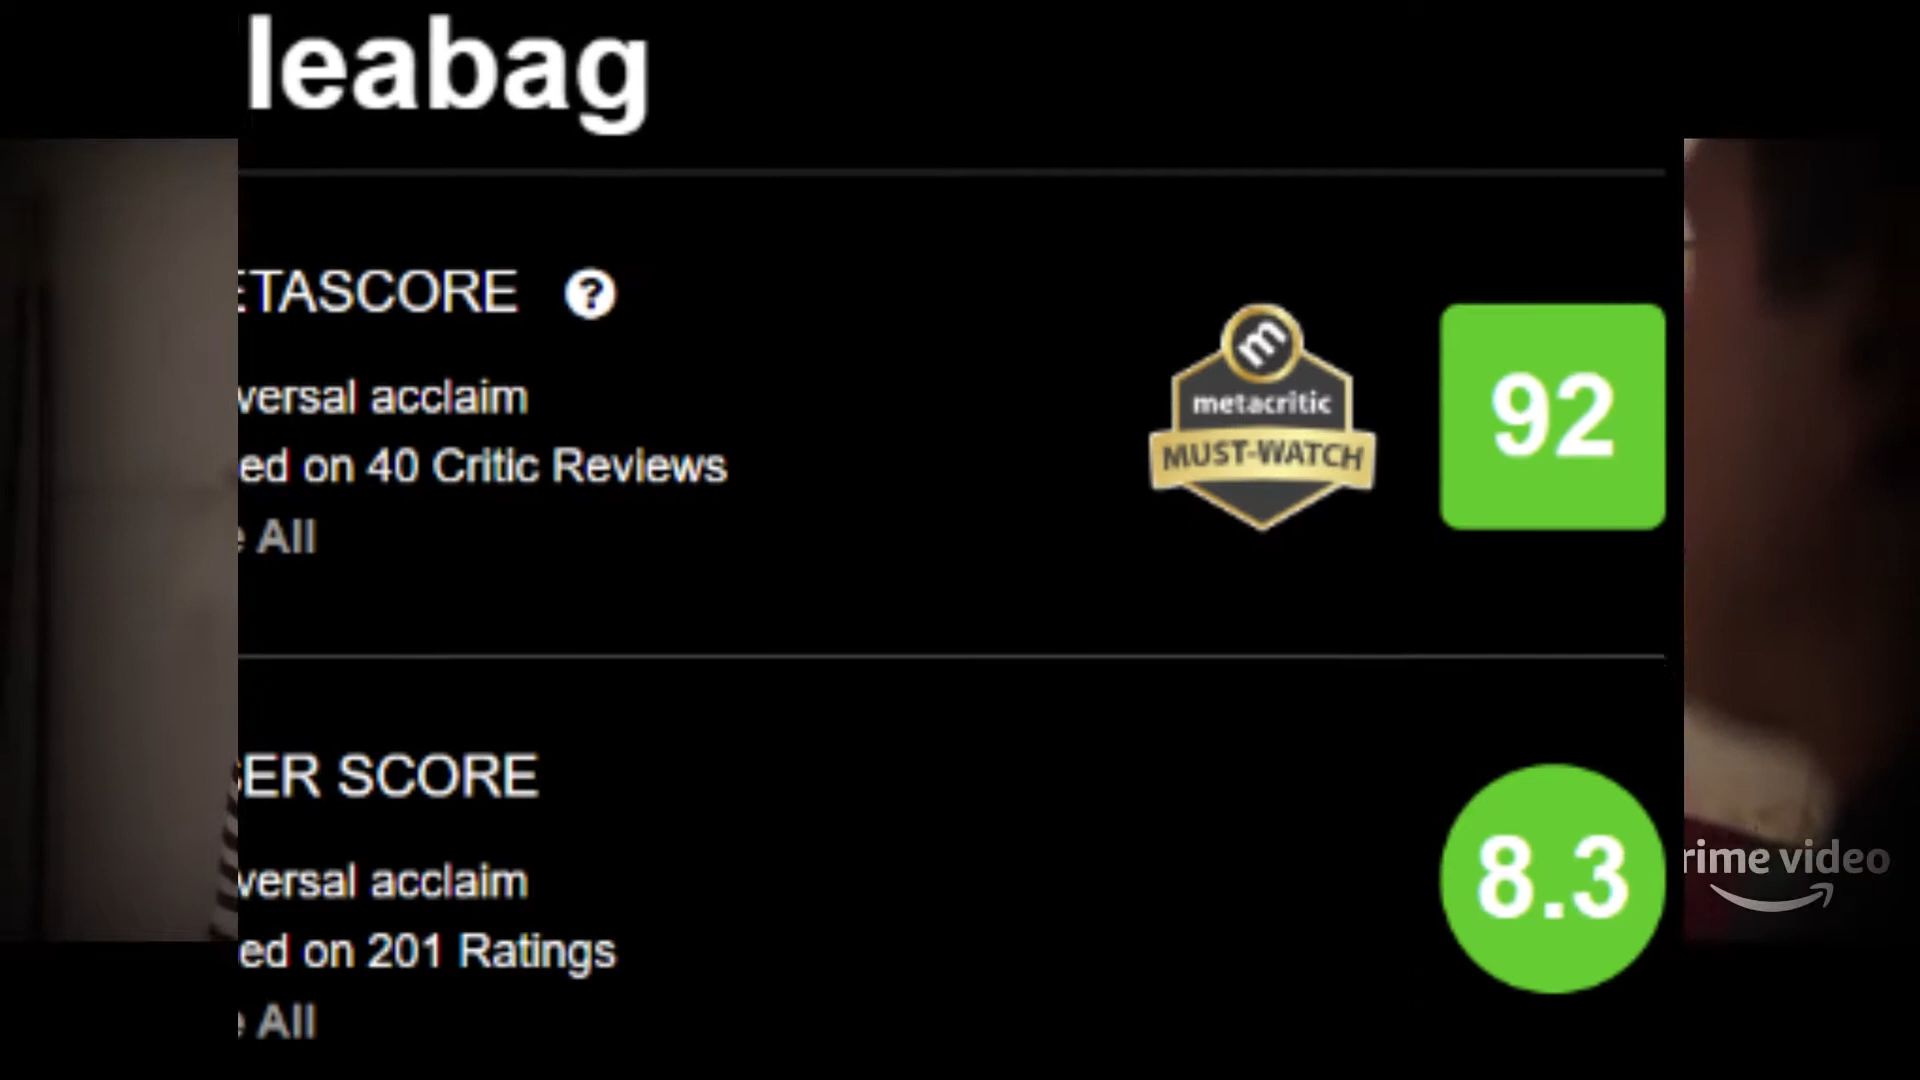 leabag
ETASCORE ?
versal acclaim
ed on 40 Critic Reviews
e All
m
metacritic
MUST-WATCH
92
SER SCORE
versal acclaim
ed on 201 Ratings
e All
8.3
rime video